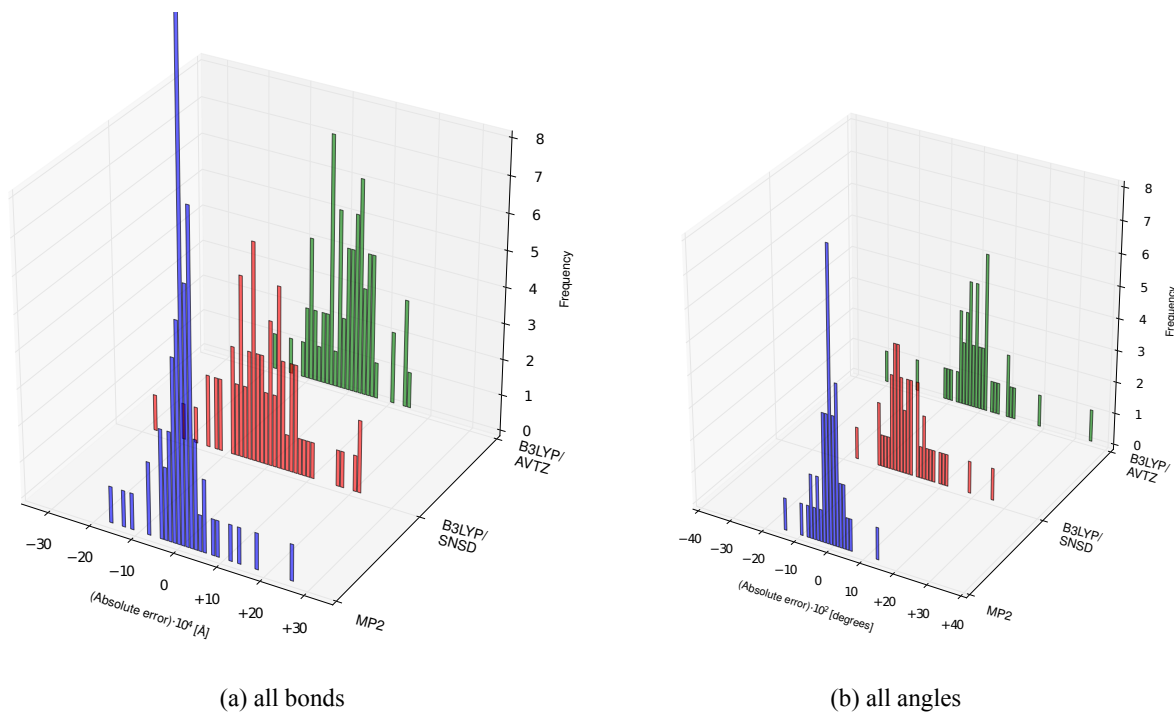 8
7
6
5
4
3
2
1
0
Frequency
B3LYP/
AVTZ
B3LYP/
SNSD
MP2
−30
−20
−10
0
+10
+20
+30
(Absolute error)·10⁴ [Å]
(a) all bonds
8
7
6
5
4
3
2
1
0
Frequency
B3LYP/
AVTZ
B3LYP/
SNSD
MP2
−40
−30
−20
−10
0
10
+20
+30
+40
(Absolute error)·10² [degrees]
(b) all angles